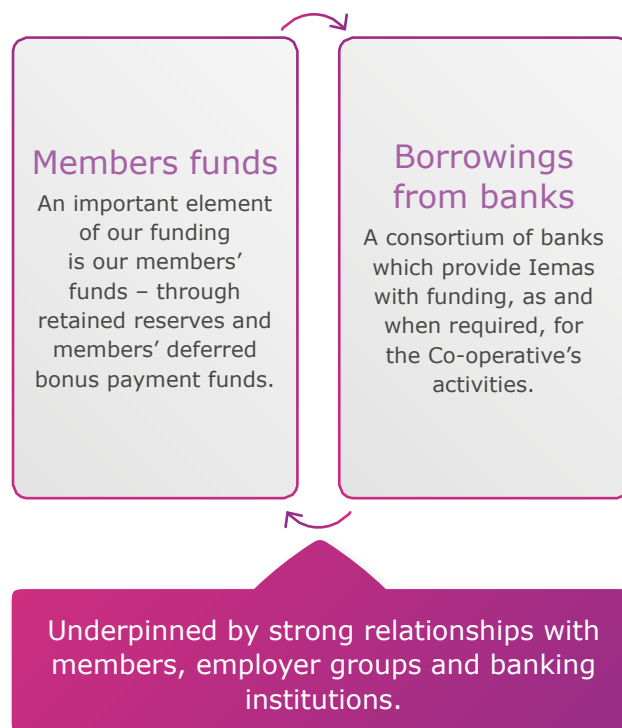 Members funds
An important element
of our funding
is our members’
funds – through
retained reserves and
members’ deferred
bonus payment funds.
Borrowings
from banks
A consortium of banks
which provide Iemas
with funding, as and
when required, for
the Co-operative’s
activities.
Underpinned by strong relationships with
members, employer groups and banking
institutions.